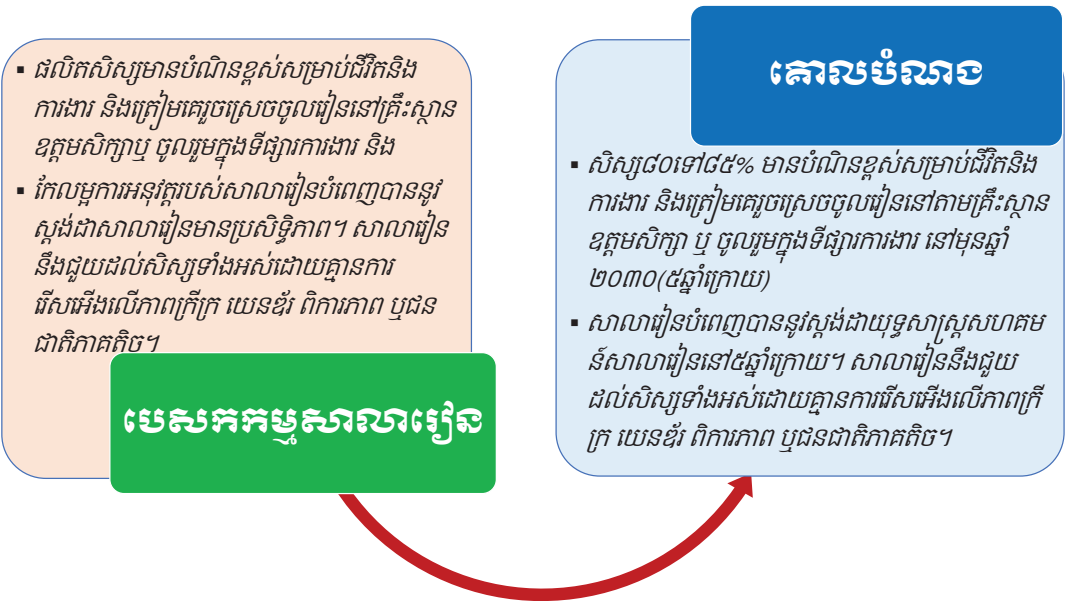 ▪ ផលិតសិស្សមានបំណិនខ្ពស់សម្រាប់ជីវិតនិង
ការងារ និងត្រៀមគេរួចស្រេចចូលរៀននៅគ្រឹះស្ថាន
ឧត្តមសិក្សាឬ ចូលរួមក្នុងទីផ្សារការងារ និង
▪ កែលម្អការអនុវត្តរបស់សាលារៀនបំពេញបាននូវ
ស្តង់ដាសាលារៀនមានប្រសិទ្ធិភាព។ សាលារៀន
នឹងជួយដល់សិស្សទាំងអស់ដោយគ្មានការ
រើសអើងលើភាពក្រីក្រ យេនឌ័រ ពិការភាព ឬជន
ជាតិភាគតិច។
បេសកកម្មសាលារៀន
គោលបំណង
▪ សិស្ស៨០ទៅ៨៥% មានបំណិនខ្ពស់សម្រាប់ជីវិតនិង
ការងារ និងត្រៀមគេរួចស្រេចចូលរៀននៅតាមគ្រឹះស្ថាន
ឧត្តមសិក្សា ឬ ចូលរួមក្នុងទីផ្សារការងារ នៅមុនឆ្នាំ
២០៣០(៥ឆ្នាំក្រោយ)
▪ សាលារៀនបំពេញបាននូវស្តង់ដាយុទ្ធសាស្ត្រសហគម
ន៍សាលារៀននៅ៥ឆ្នាំក្រោយ។ សាលារៀននឹងជួយ
ដល់សិស្សទាំងអស់ដោយគ្មានការរើសអើងលើភាពក្រី
ក្រ យេនឌ័រ ពិការភាព ឬជនជាតិភាគតិច។